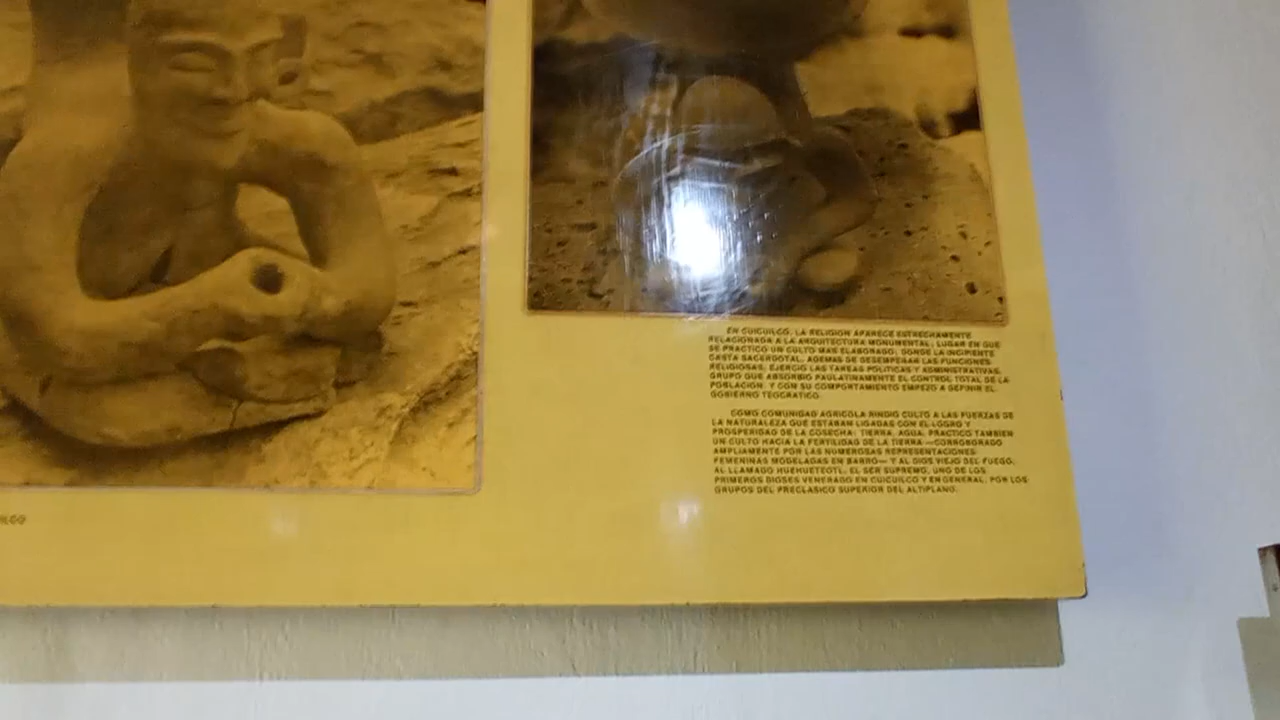 EN CUICUILCO, LA RELIGION APARECE ESTRECHAMENTE
RELACIONADA A LA ARQUITECTURA MONUMENTAL; LUGAR EN QUE
SE PRACTICO UN CULTO MAS ELABORADO; DONDE LA INCIPIENTE
CASTA SACERDOTAL, ADEMAS DE DESEMPEÑAR LAS FUNCIONES
RELIGIOSAS, EJERCIO LAS TAREAS POLITICAS Y ADMINISTRATIVAS,
GRUPO QUE ABSORBIO PAULATINAMENTE EL CONTROL TOTAL DE LA
POBLACION, Y CON SU COMPORTAMIENTO EMPEZO A DEFINIR EL
GOBIERNO TEOCRATICO.
COMO COMUNIDAD AGRICOLA RINDIO CULTO A LAS FUERZAS DE
LA NATURALEZA QUE ESTABAN LIGADAS CON EL LOGRO Y
PROSPERIDAD DE LA COSECHA: TIERRA, AGUA, PRACTICO TAMBIEN
UN CULTO HACIA LA FERTILIDAD DE LA TIERRA —CORROBORADO
AMPLIAMENTE POR LAS NUMEROSAS REPRESENTACIONES
FEMENINAS MODELADAS EN BARRO— Y AL DIOS VIEJO DEL FUEGO,
AL LLAMADO HUEHUETEOTL, EL SER SUPREMO, UNO DE LOS
PRIMEROS DIOSES VENERADO EN CUICUILCO Y EN GENERAL, POR LOS
GRUPOS DEL PRECLASICO SUPERIOR DEL ALTIPLANO.